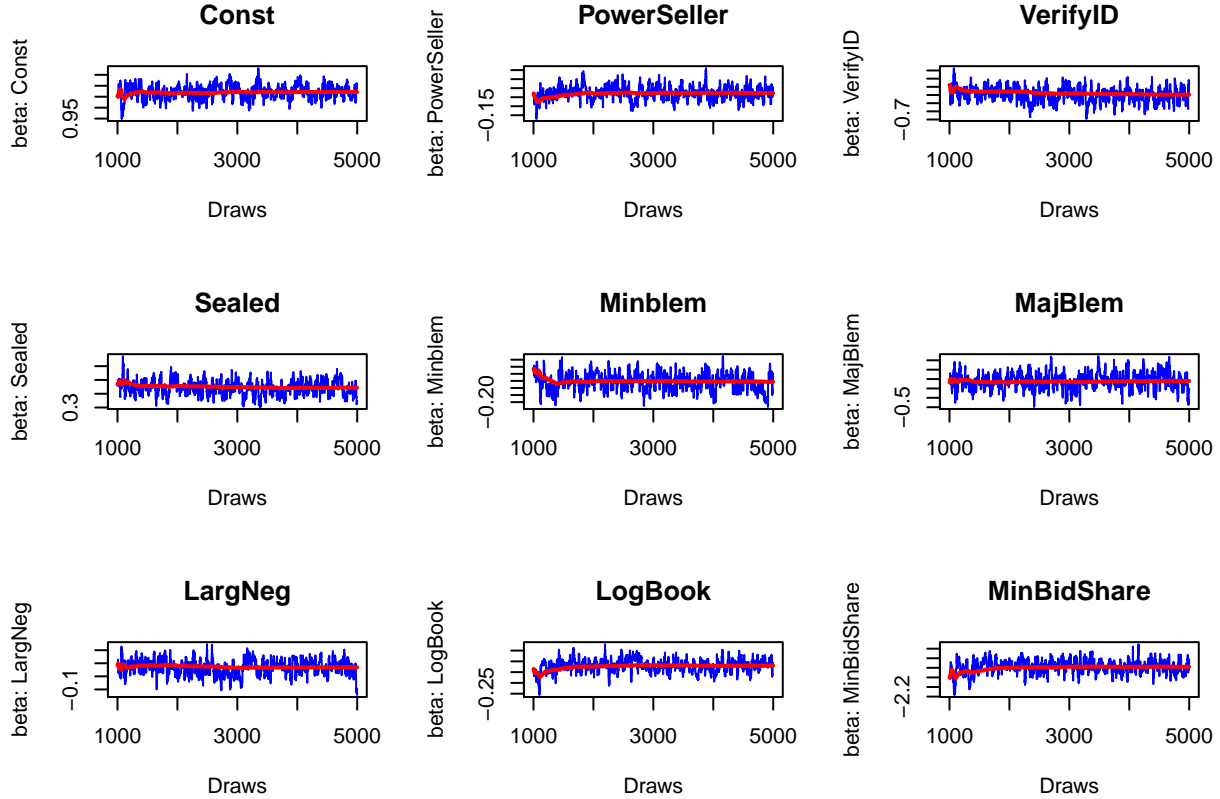 Const
beta: Const
0.95
1000 3000 5000
Draws
PowerSeller
beta: PowerSeller
−0.15
1000 3000 5000
Draws
VerifyID
beta: VerifyID
−0.7
1000 3000 5000
Draws
Sealed
beta: Sealed
0.3
1000 3000 5000
Draws
Minblem
beta: Minblem
−0.20
1000 3000 5000
Draws
MajBlem
beta: MajBlem
−0.5
1000 3000 5000
Draws
LargNeg
beta: LargNeg
−0.1
1000 3000 5000
Draws
LogBook
beta: LogBook
−0.25
1000 3000 5000
Draws
MinBidShare
beta: MinBidShare
−2.2
1000 3000 5000
Draws